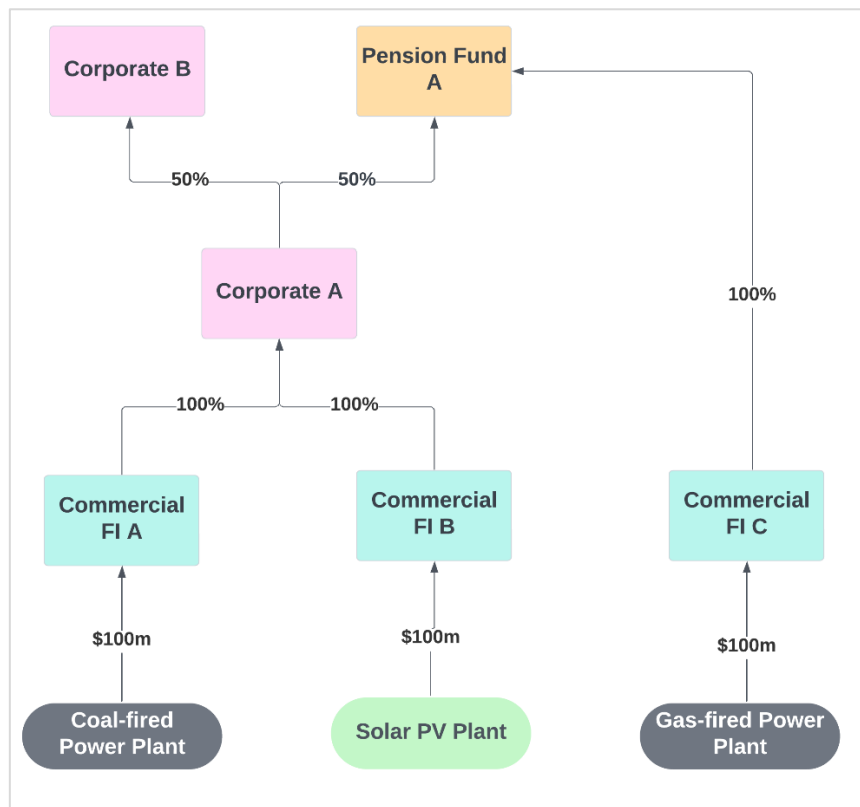 Corporate B
Pension Fund
A
50%
50%
Corporate A
100%
100%
100%
Commercial
FI A
Commercial
FI B
Commercial
FI C
$100m
$100m
$100m
Coal-fired
Power Plant
Solar PV Plant
Gas-fired Power
Plant